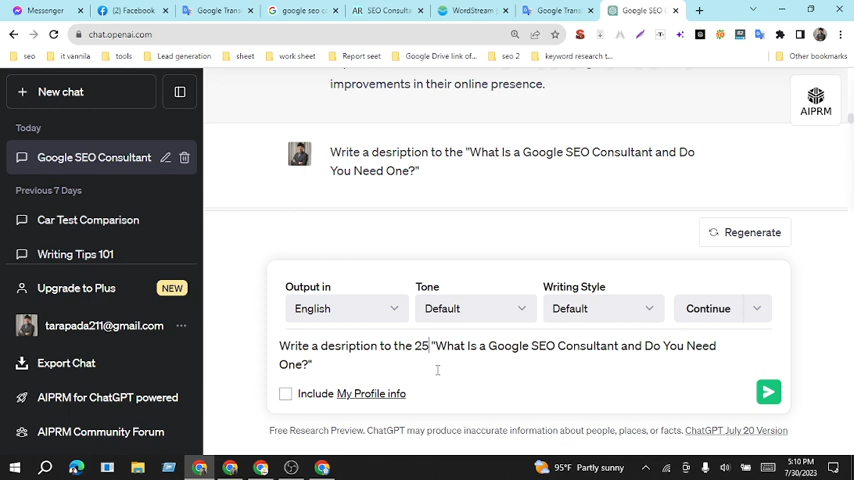 Messenger
(2) Facebook
Google Trans
google seo c
AR SEO Consulta
WordStream
Google Trans
Google SEO C
chat.openai.com
seo
it vannila
tools
Lead generation
sheet
work sheet
Report seet
Google Drive link of...
seo 2
keyword research t...
Other bookmarks
New chat
Today
Google SEO Consultant
Previous 7 Days
Car Test Comparison
Writing Tips 101
Upgrade to Plus
NEW
tarapada211@gmail.com
Export Chat
AIPRM for ChatGPT powered
AIPRM Community Forum
improvements in their online presence.
AIPRM
Write a desription to the "What Is a Google SEO Consultant and Do
You Need One?"
Regenerate
Output in
Tone
Writing Style
English
Default
Default
Continue
Write a desription to the 25 "What Is a Google SEO Consultant and Do You Need
One?"
Include My Profile info
Free Research Preview. ChatGPT may produce inaccurate information about people, places, or facts. ChatGPT July 20 Version
95°F Partly sunny
5:10 PM
7/30/2023